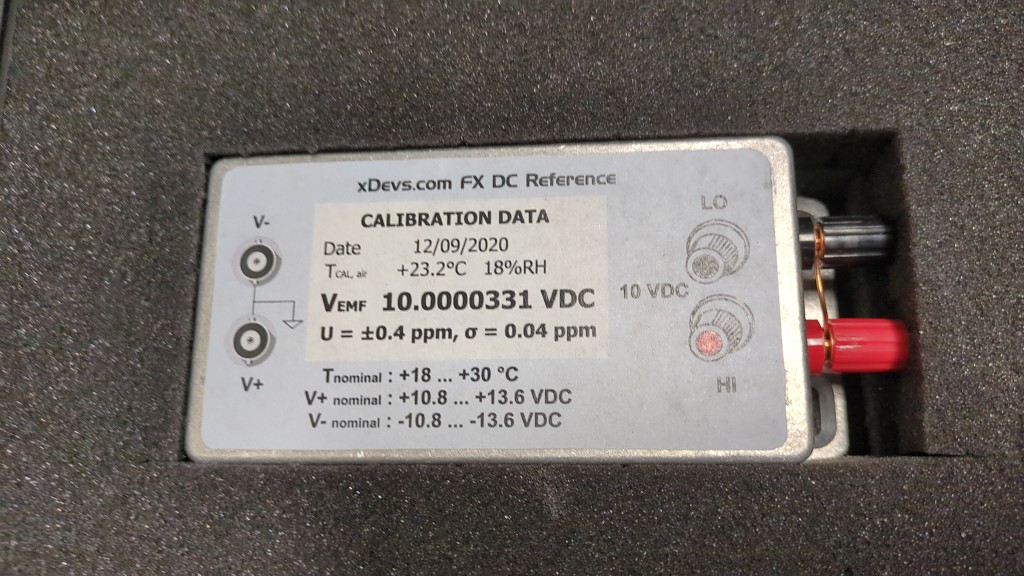 xDevs.com FX DC Reference
CALIBRATION DATA
Date 12/09/2020
TCAL, air +23.2°C 18%RH
VEMF 10.0000331 VDC
U = ±0.4 ppm, σ = 0.04 ppm
Tnominal : +18 ... +30 °C
V+ nominal : +10.8 ... +13.6 VDC
V- nominal : -10.8 ... -13.6 VDC
V-
V+
LO
10 VDC
HI